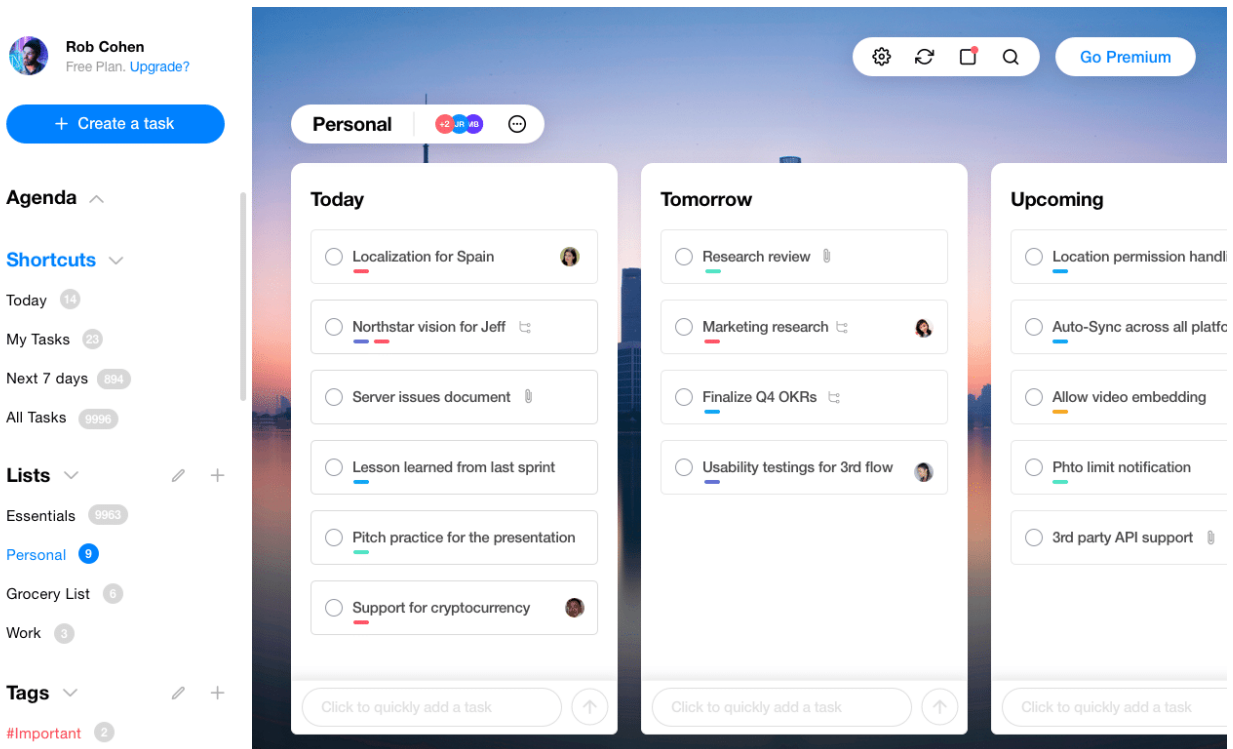 Rob Cohen
Free Plan. Upgrade?
+ Create a task
Agenda
Shortcuts
Today 14
My Tasks 23
Next 7 days 894
All Tasks 9996
Lists
Essentials 9963
Personal 9
Grocery List 6
Work 3
Tags
#Important 2
Go Premium
Personal +2 JR MB
Today
Localization for Spain
Northstar vision for Jeff
Server issues document
Lesson learned from last sprint
Pitch practice for the presentation
Support for cryptocurrency
Click to quickly add a task
Tomorrow
Research review
Marketing research
Finalize Q4 OKRs
Usability testings for 3rd flow
Click to quickly add a task
Upcoming
Location permission handli
Auto-Sync across all platfo
Allow video embedding
Phto limit notification
3rd party API support
Click to quickly add a task